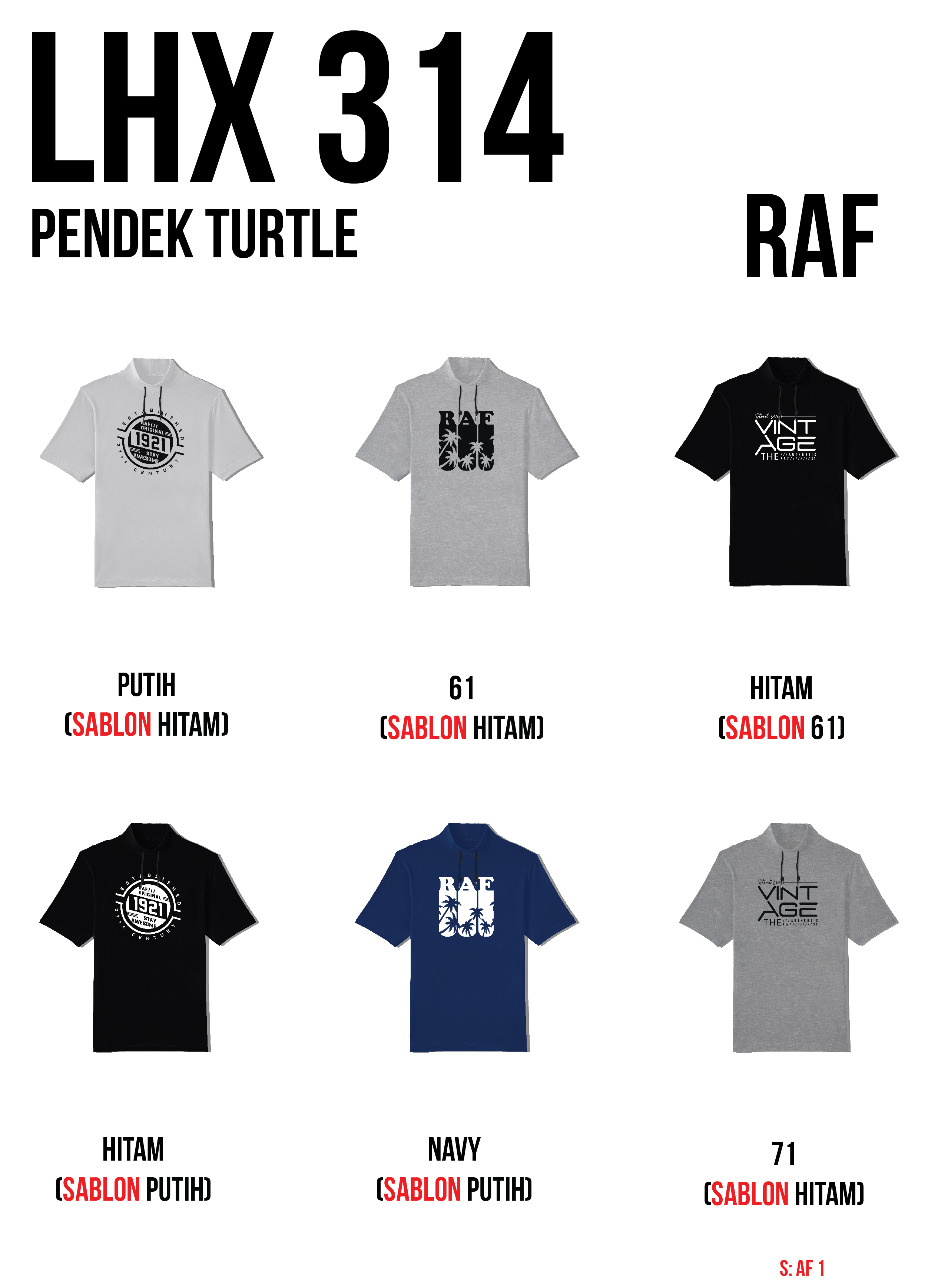 LHX 314
PENDEK TURTLE
RAF
1921
RAF
VINT
AGE
THE
PUTIH
(SABLON HITAM)
61
(SABLON HITAM)
HITAM
(SABLON 61)
1921
RAF
VINT
AGE
THE
HITAM
(SABLON PUTIH)
NAVY
(SABLON PUTIH)
71
(SABLON HITAM)
S: AF 1